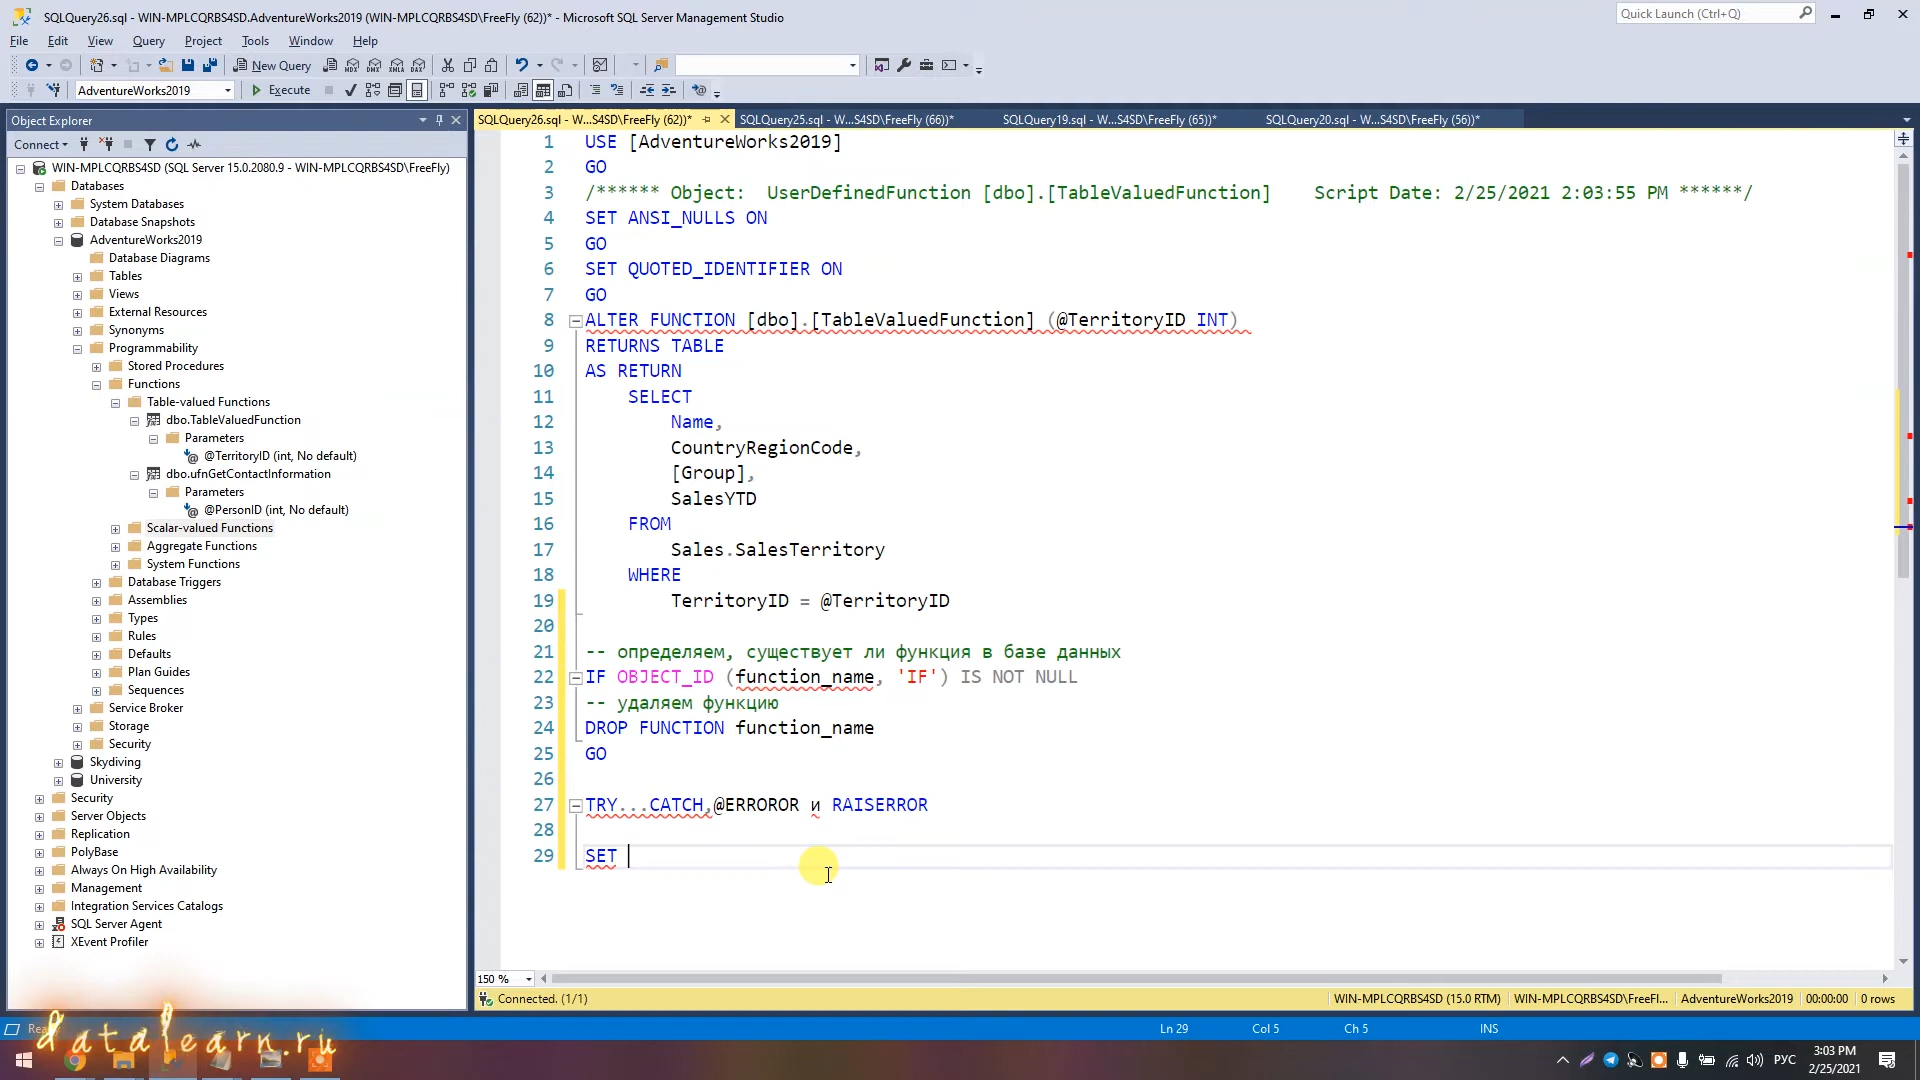 SQLQuery26.sql - WIN-MPLCQRBS4SD.AdventureWorks2019 (WIN-MPLCQRBS4SD\FreeFly (62))* - Microsoft SQL Server Management Studio
Quick Launch (Ctrl+Q)
File Edit View Query Project Tools Window Help
New Query
AdventureWorks2019
Execute
Object Explorer
Connect
WIN-MPLCQRBS4SD (SQL Server 15.0.2080.9 - WIN-MPLCQRBS4SD\FreeFly)
Databases
System Databases
Database Snapshots
AdventureWorks2019
Database Diagrams
Tables
Views
External Resources
Synonyms
Programmability
Stored Procedures
Functions
Table-valued Functions
dbo.TableValuedFunction
Parameters
@TerritoryID (int, No default)
dbo.ufnGetContactInformation
Parameters
@PersonID (int, No default)
Scalar-valued Functions
Aggregate Functions
System Functions
Database Triggers
Assemblies
Types
Rules
Defaults
Plan Guides
Sequences
Service Broker
Storage
Security
Skydiving
University
Security
Server Objects
Replication
PolyBase
Always On High Availability
Management
Integration Services Catalogs
SQL Server Agent
XEvent Profiler
SQLQuery26.sql - W...S4SD\FreeFly (62))* SQLQuery25.sql - W...S4SD\FreeFly (66))* SQLQuery19.sql - W...S4SD\FreeFly (65))* SQLQuery20.sql - W...S4SD\FreeFly (56))*
1 USE [AdventureWorks2019]
2 GO
3 /****** Object:  UserDefinedFunction [dbo].[TableValuedFunction]    Script Date: 2/25/2021 2:03:55 PM ******/
4 SET ANSI_NULLS ON
5 GO
6 SET QUOTED_IDENTIFIER ON
7 GO
8 ALTER FUNCTION [dbo].[TableValuedFunction] (@TerritoryID INT)
9 RETURNS TABLE
10 AS RETURN
11 SELECT
12 Name,
13 CountryRegionCode,
14 [Group],
15 SalesYTD
16 FROM
17 Sales.SalesTerritory
18 WHERE
19 TerritoryID = @TerritoryID
20
21 -- определяем, существует ли функция в базе данных
22 IF OBJECT_ID (function_name, 'IF') IS NOT NULL
23 -- удаляем функцию
24 DROP FUNCTION function_name
25 GO
26
27 TRY...CATCH,@ERROROR и RAISERROR
28
29 SET
150 %
Connected. (1/1)
WIN-MPLCQRBS4SD (15.0 RTM) WIN-MPLCQRBS4SD\FreeFl... AdventureWorks2019 00:00:00 0 rows
Ln 29 Col 5 Ch 5 INS
datalearn.ru
РУС
3:03 PM
2/25/2021